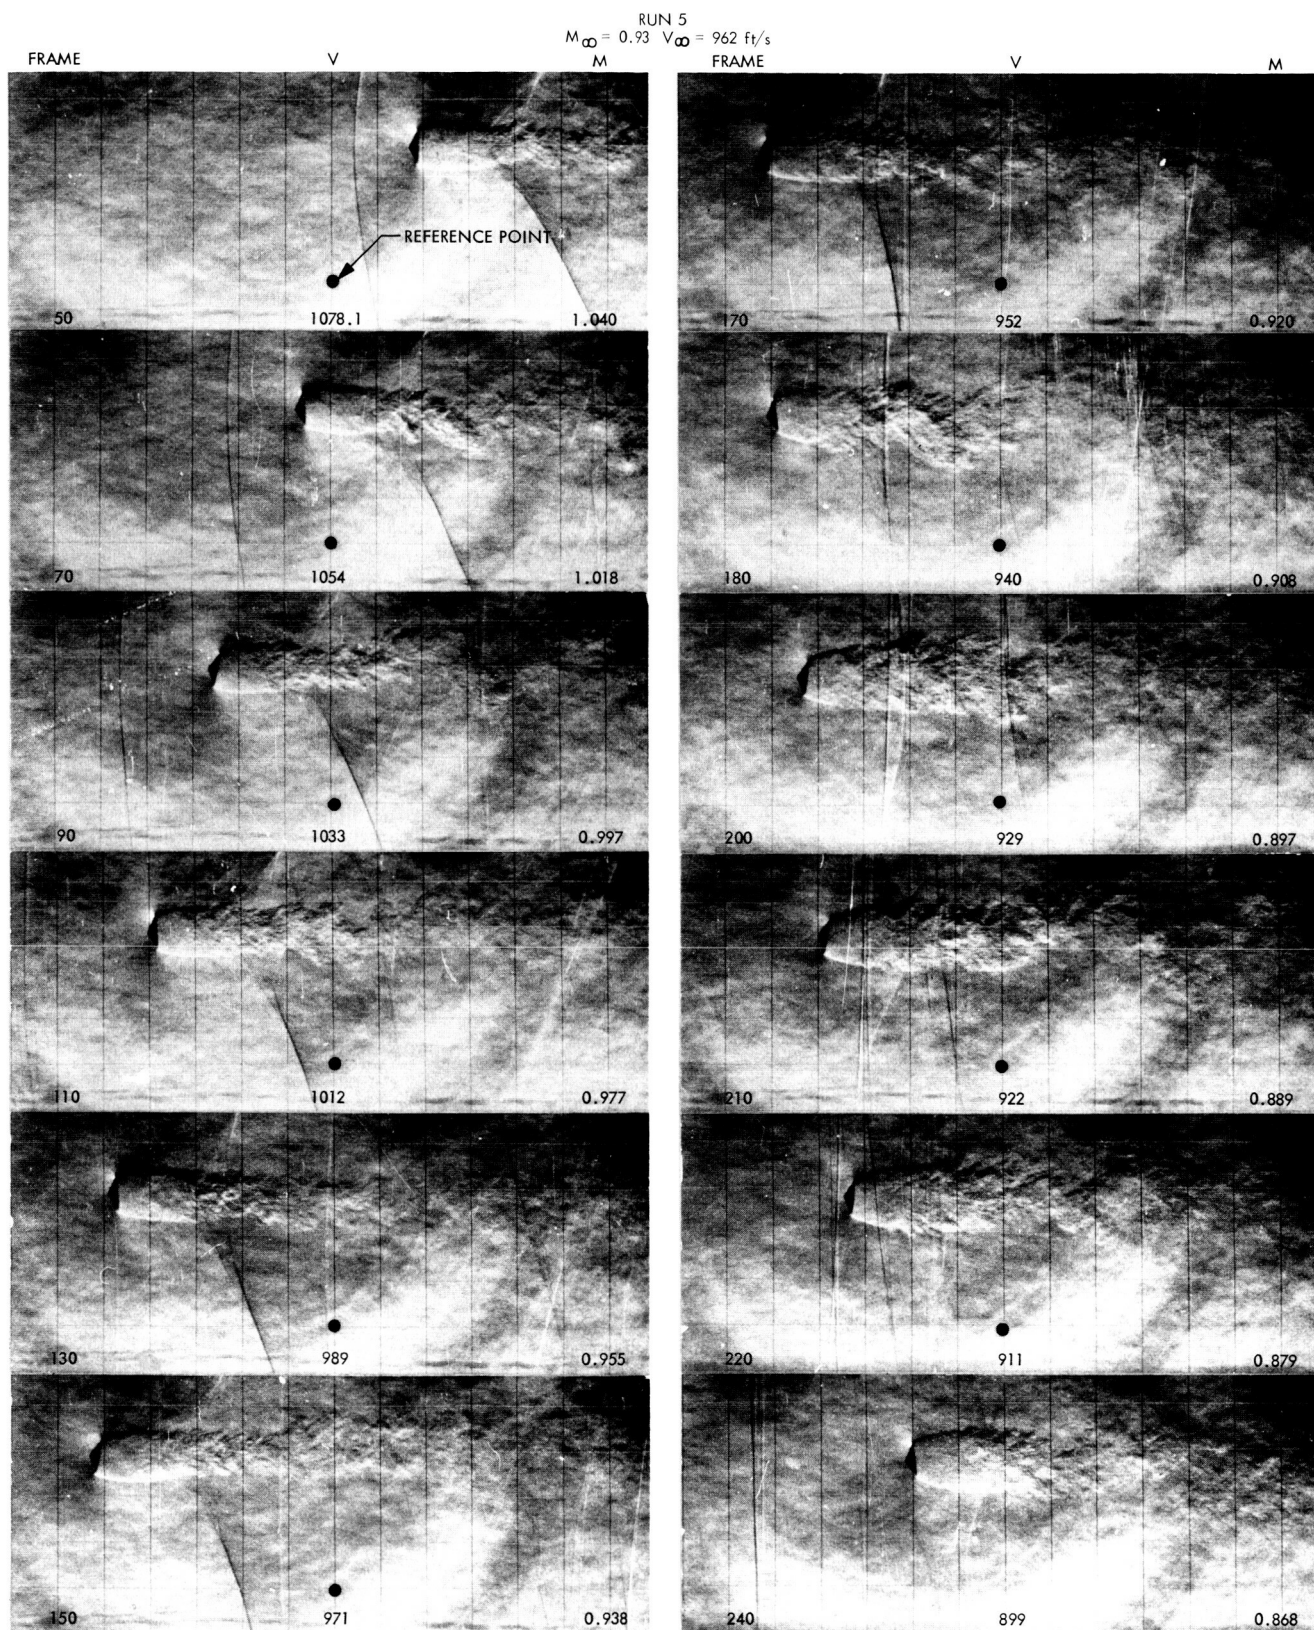 RUN 5
M∞ = 0.93 V∞ = 962 ft/s
FRAME V M
REFERENCE POINT
50 1078.1 1.040
70 1054 1.018
90 1033 0.997
110 1012 0.977
130 989 0.955
150 971 0.938
FRAME V M
170 952 0.920
180 940 0.908
200 929 0.897
210 922 0.889
220 911 0.879
240 899 0.868